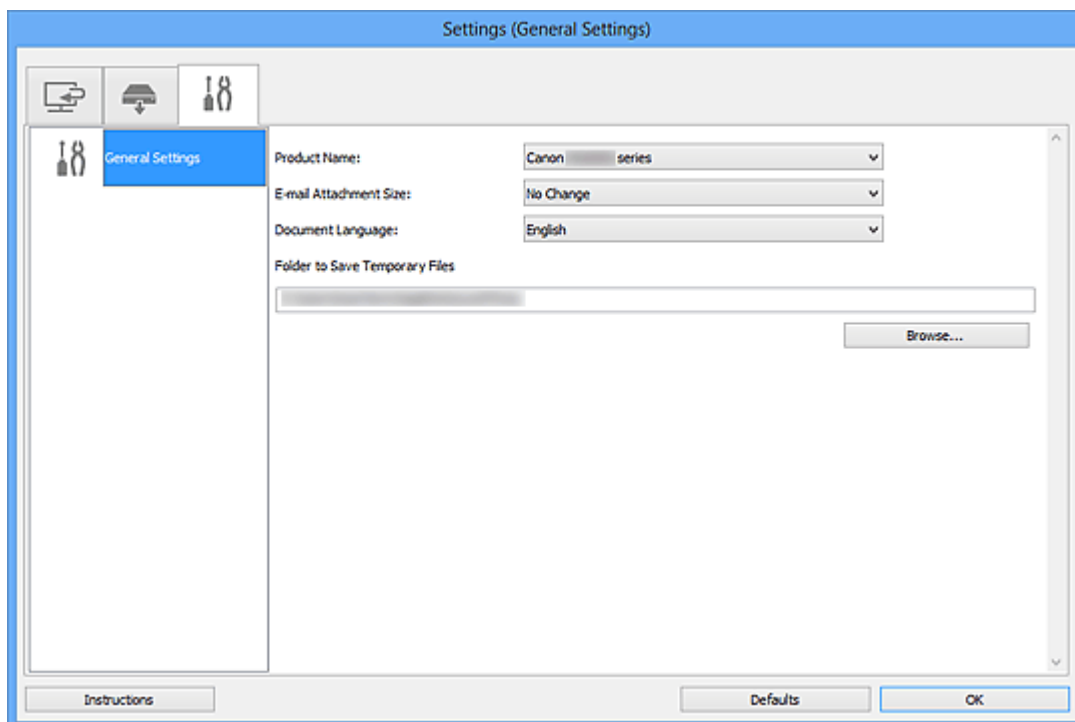 Settings (General Settings)
General Settings
Product Name:
Canon series
E-mail Attachment Size:
No Change
Document Language:
English
Folder to Save Temporary Files
Browse...
Instructions
Defaults
OK